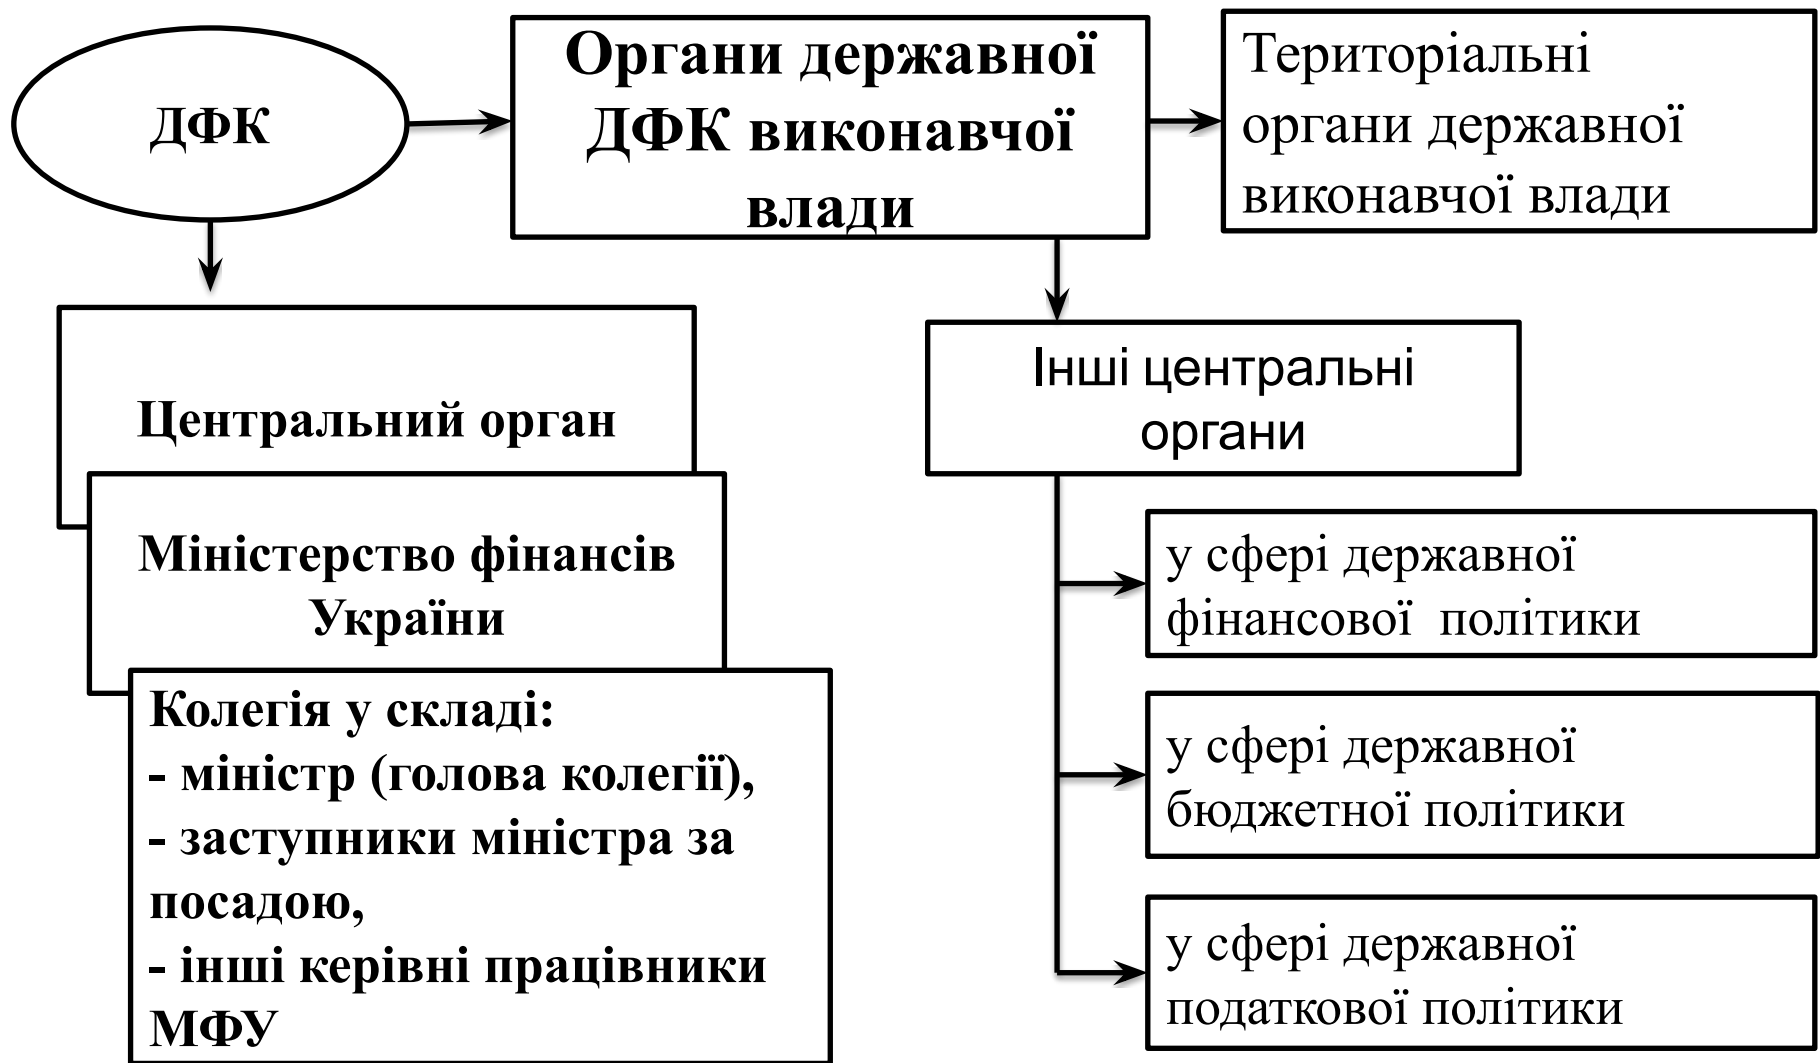 ДФК
Органи державної
ДФК виконавчої
влади
Територіальні
органи державної
виконавчої влади
Центральний орган
Міністерство фінансів
України
Колегія у складі:
- міністр (голова колегії),
- заступники міністра за
посадою,
- інші керівні працівники
МФУ
Інші центральні
органи
у сфері державної
фінансової політики
у сфері державної
бюджетної політики
у сфері державної
податкової політики